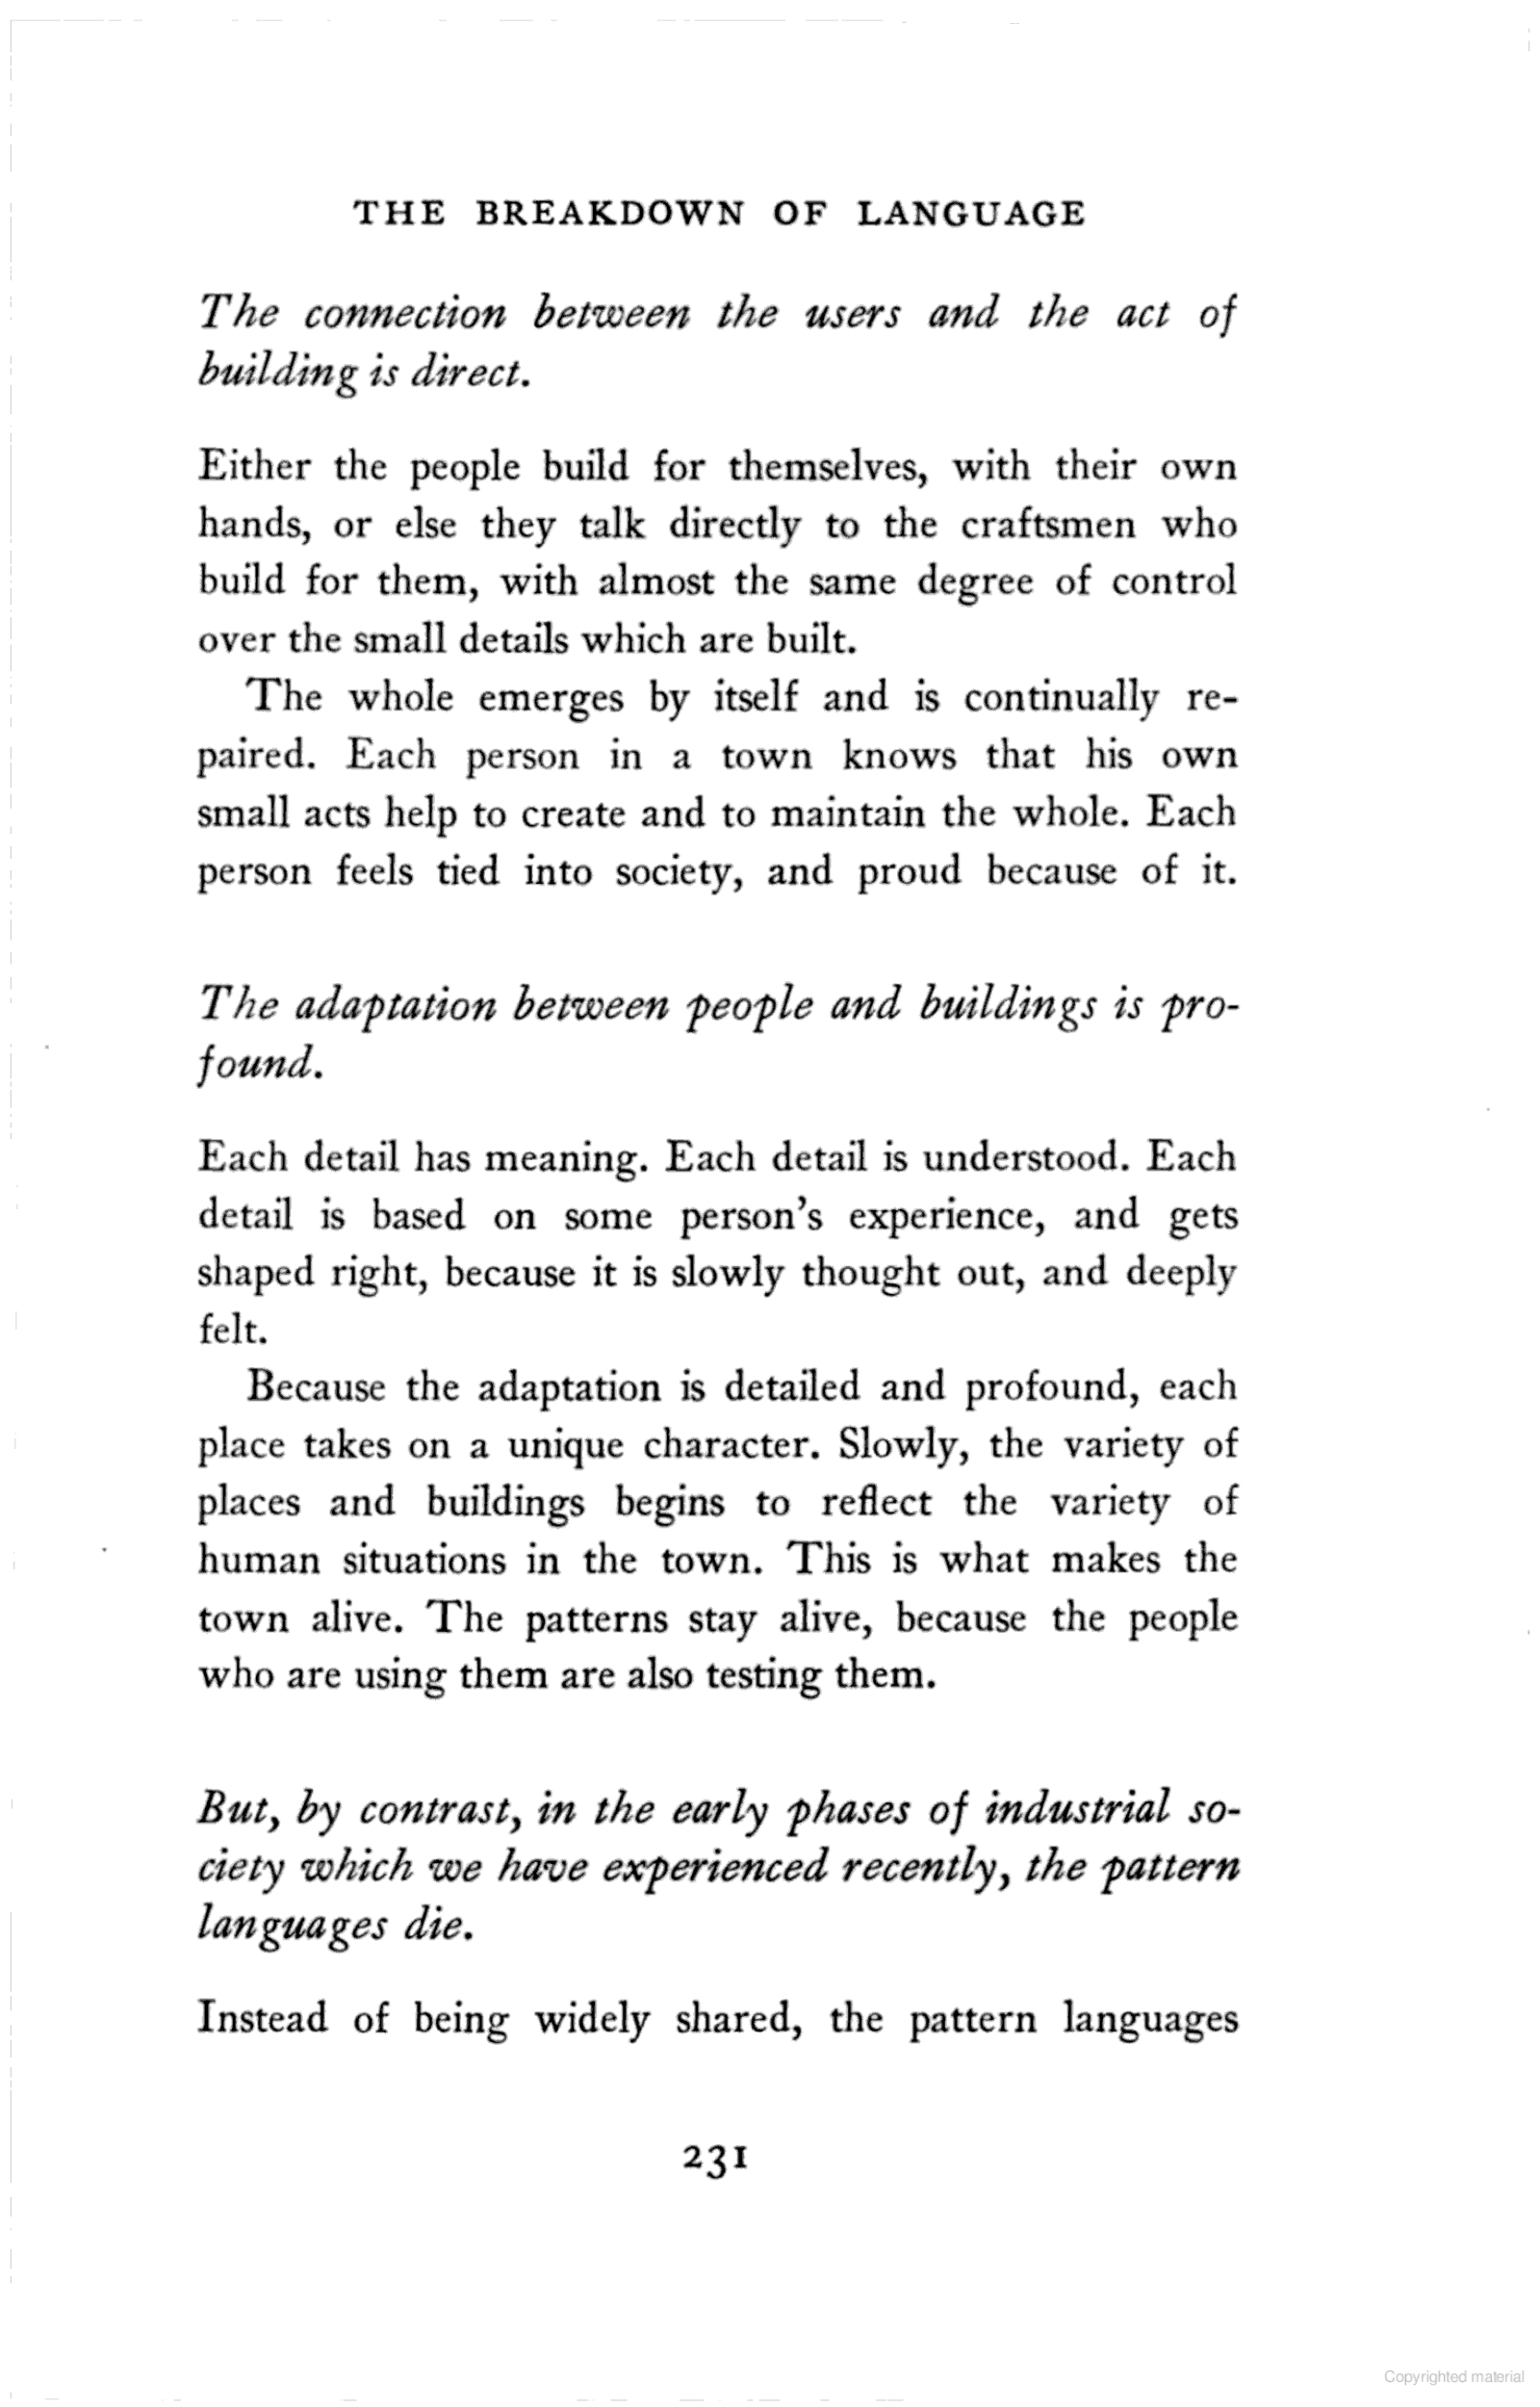 THE BREAKDOWN OF LANGUAGE
The connection between the users and the act of
building is direct.
Either the people build for themselves, with their own
hands, or else they talk directly to the craftsmen who
build for them, with almost the same degree of control
over the small details which are built.
The whole emerges by itself and is continually re-
paired. Each person in a town knows that his own
small acts help to create and to maintain the whole. Each
person feels tied into society, and proud because of it.
The adaptation between people and buildings is pro-
found.
Each detail has meaning. Each detail is understood. Each
detail is based on some person's experience, and gets
shaped right, because it is slowly thought out, and deeply
felt.
Because the adaptation is detailed and profound, each
place takes on a unique character. Slowly, the variety of
places and buildings begins to reflect the variety of
human situations in the town. This is what makes the
town alive. The patterns stay alive, because the people
who are using them are also testing them.
But, by contrast, in the early phases of industrial so-
ciety which we have experienced recently, the pattern
languages die.
Instead of being widely shared, the pattern languages
231
Copyrighted material